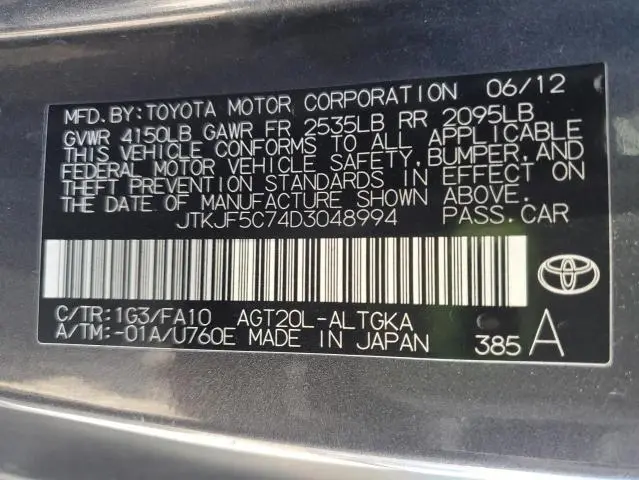 MFD.BY:TOYOTA MOTOR CORPORATION 06/12
GVWR 4150LB GAWR FR 2535LB RR 2095LB
THIS VEHICLE CONFORMS TO ALL APPLICABLE
FEDERAL MOTOR VEHICLE SAFETY,BUMPER,AND
THEFT PREVENTION STANDARDS IN EFFECT ON
THE DATE OF MANUFACTURE SHOWN ABOVE.
JTKJF5C74D3048994 PASS.CAR
C/TR:1G3/FA10 AGT20L-ALTGKA
A/TM:-01A/U760E MADE IN JAPAN 385 A